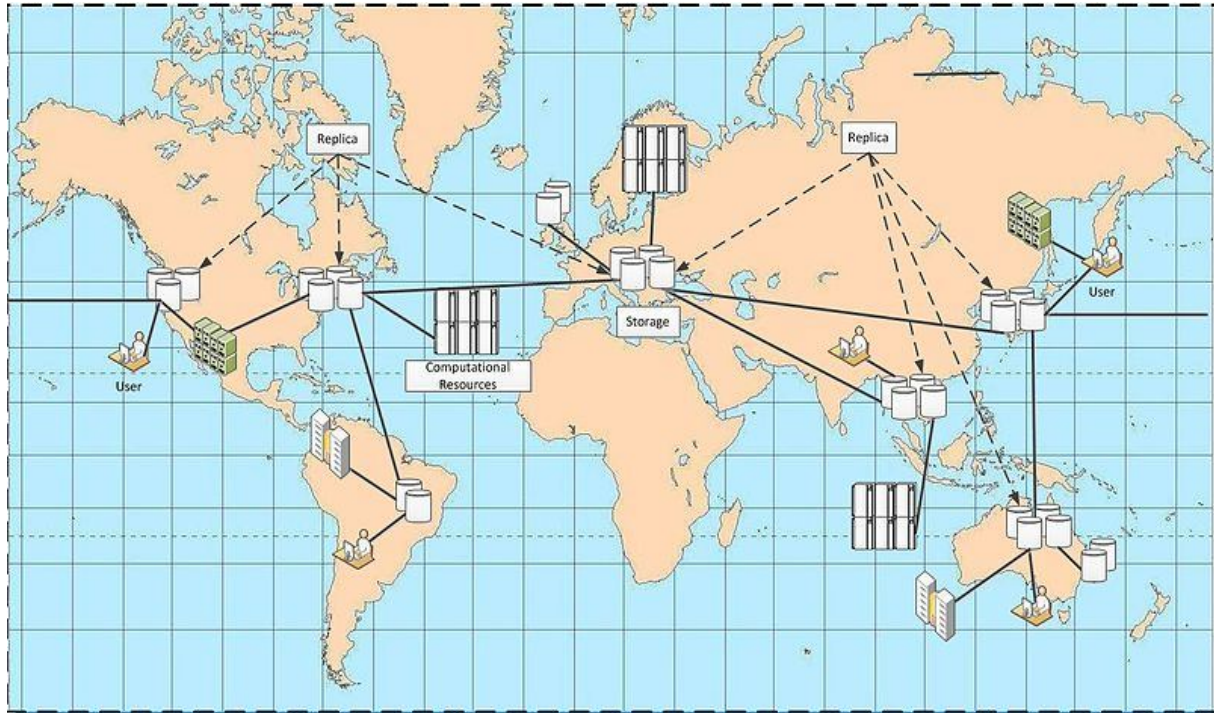 Replica
Replica
User
Storage
User
Computational
Resources